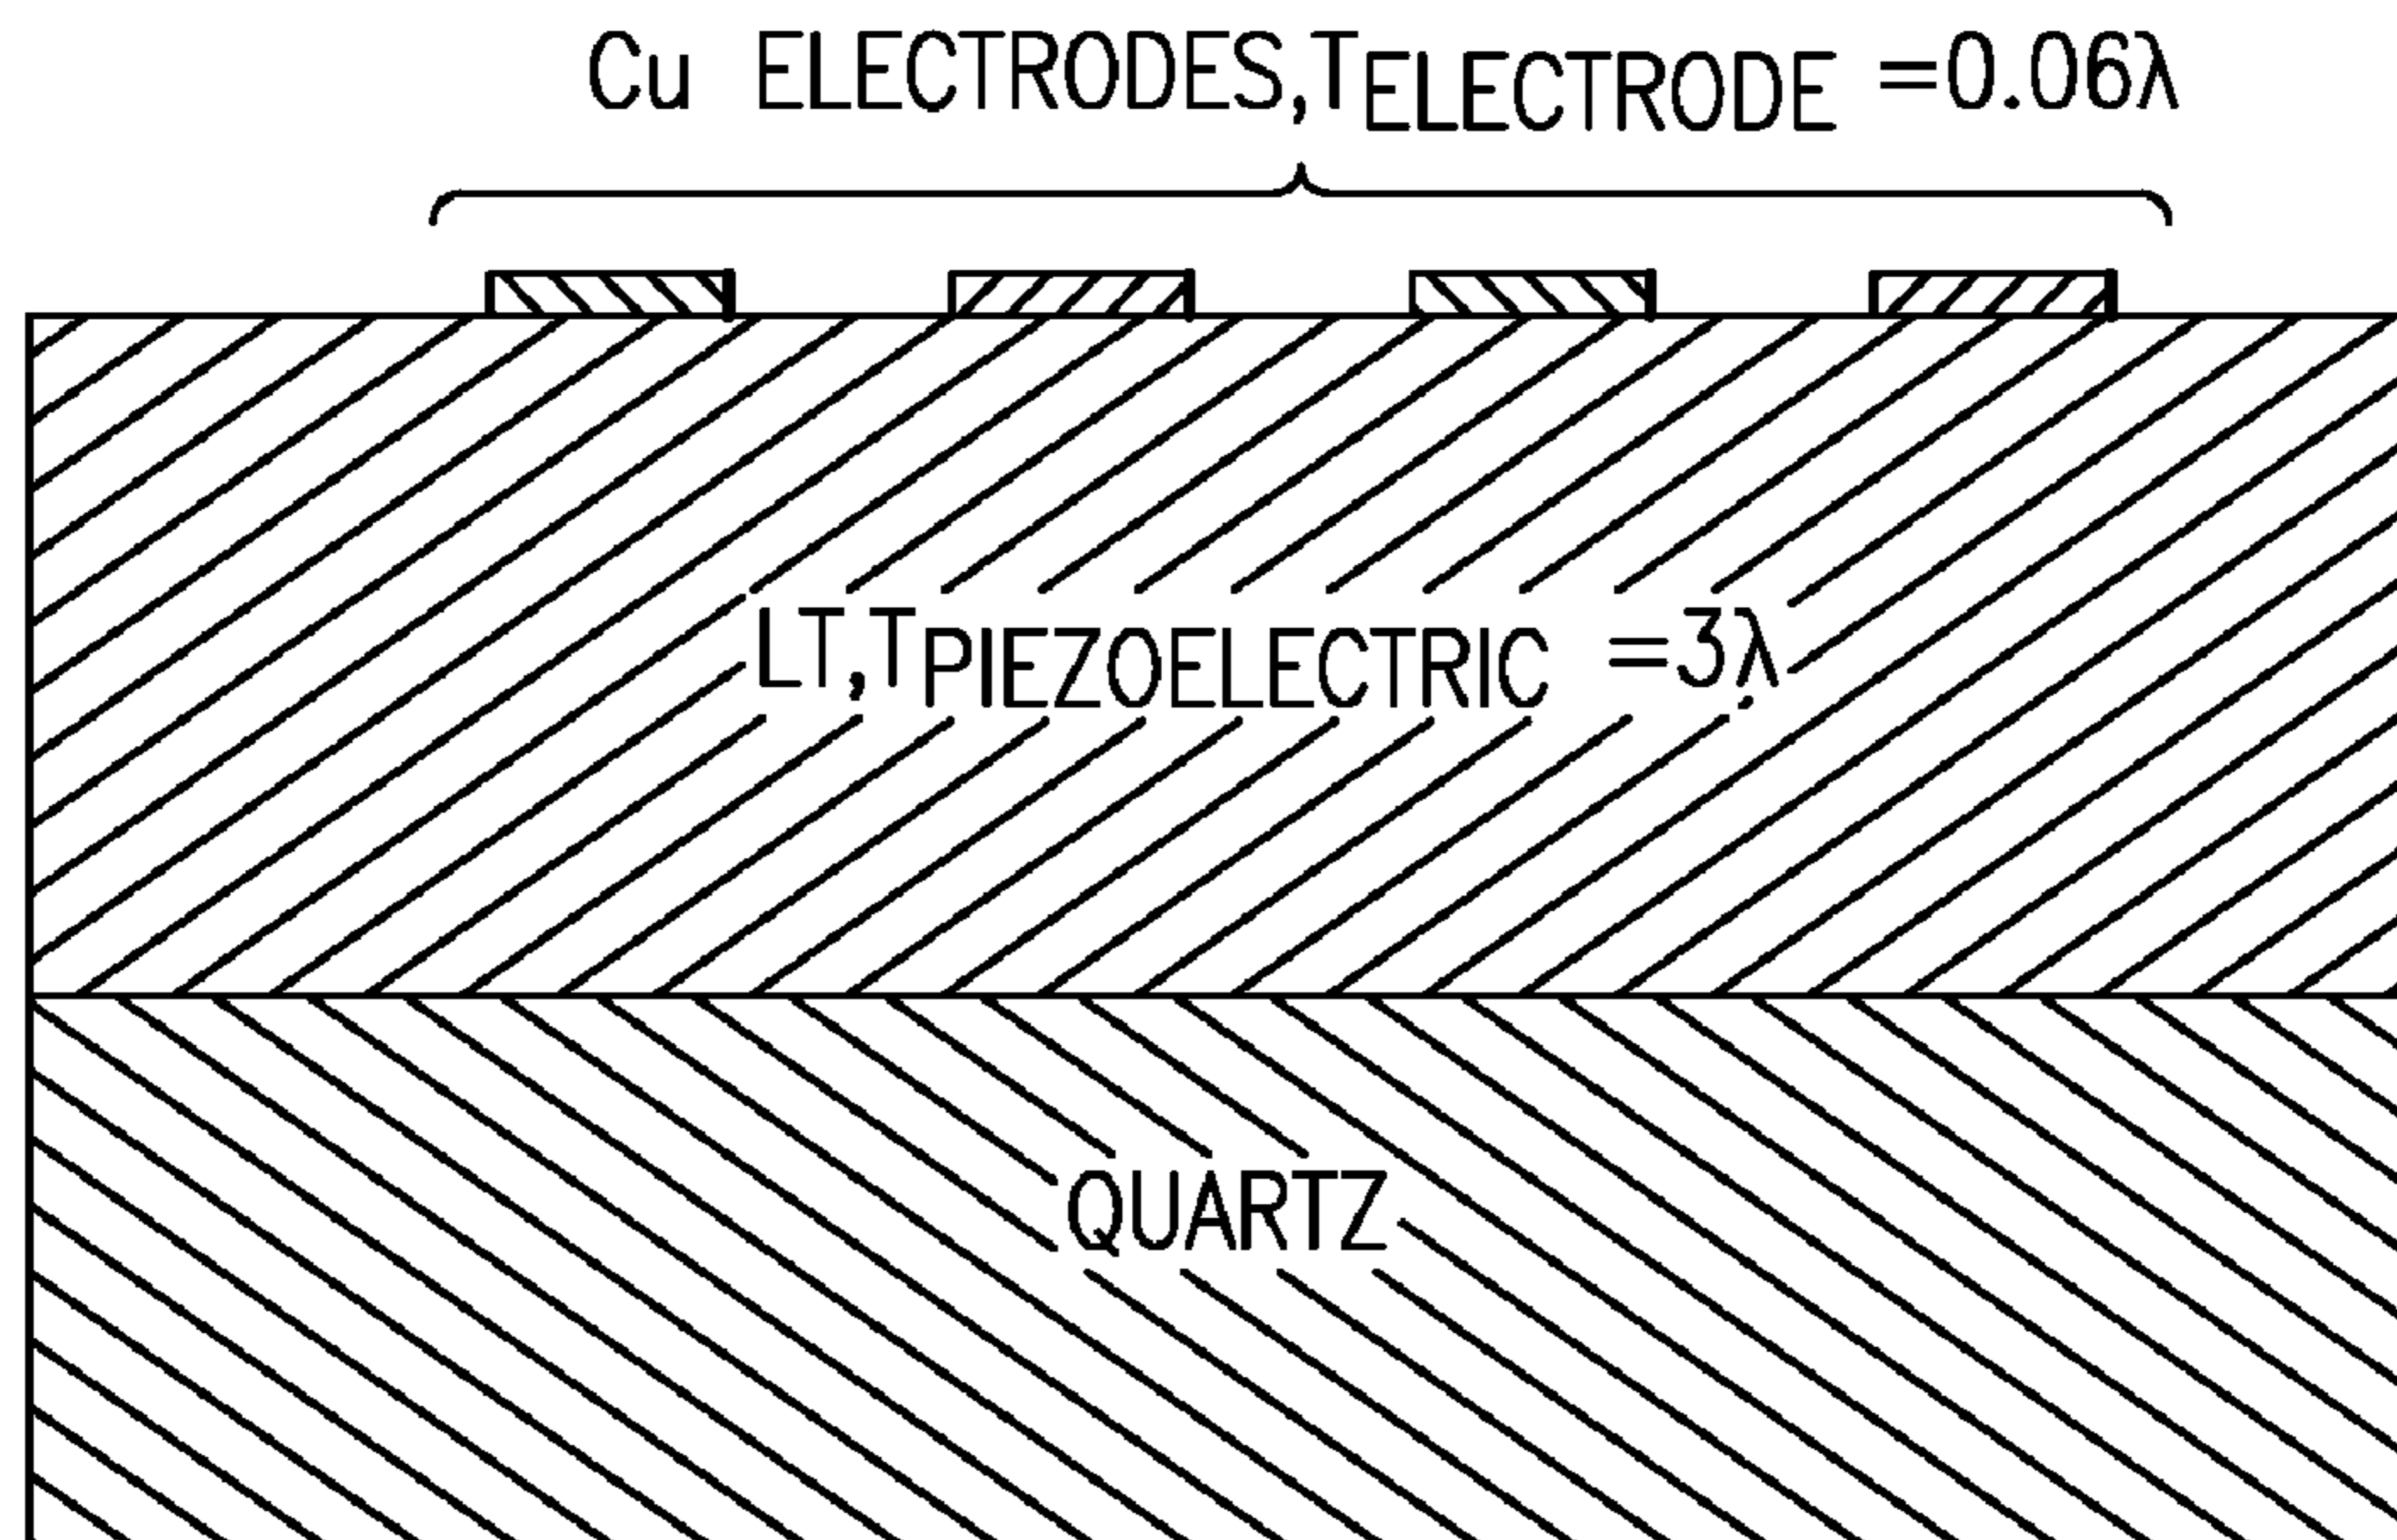 Cu ELECTRODES,TELECTRODE =0.06λ
LT,TPIEZOELECTRIC =3λ
QUARTZ